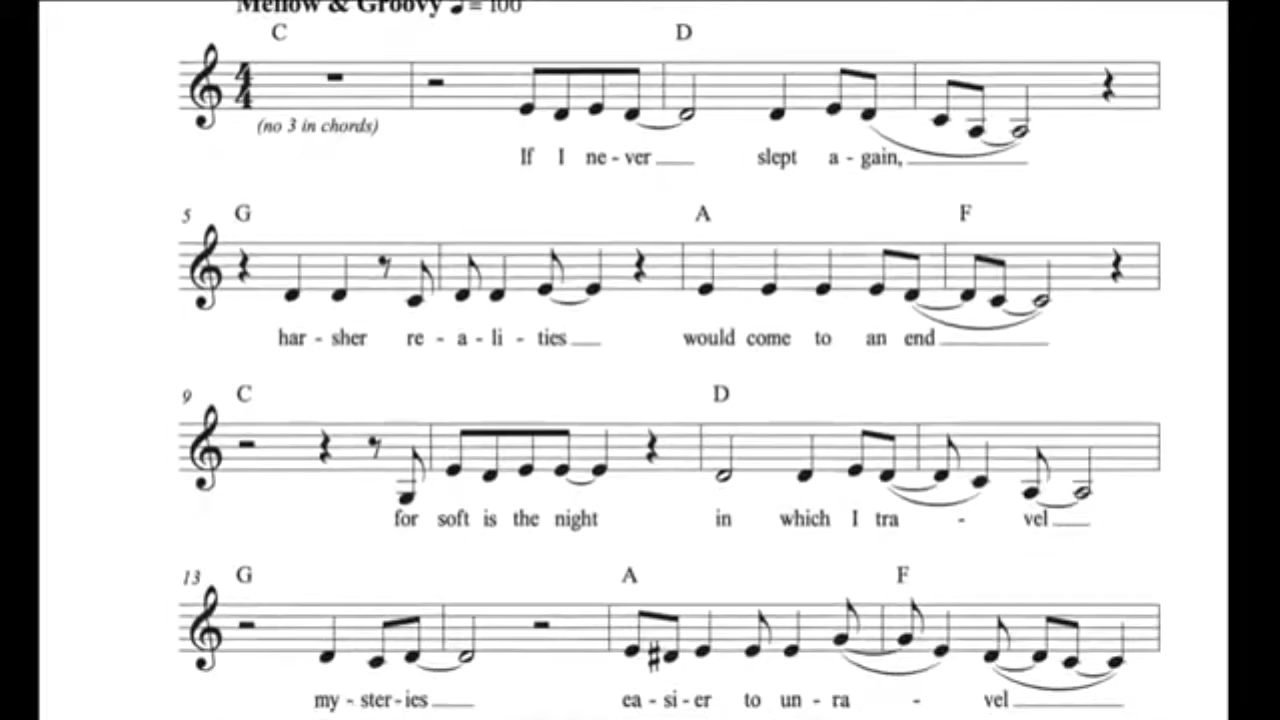 Mellow & Groovy ♩ = 100
C D
(no 3 in chords)
If I ne - ver slept a - gain,
5 G A F
har - sher re - a - li - ties would come to an end
9 C D
for soft is the night in which I tra - vel
13 G A F
my - ster - ies ea - si - er to un - ra - vel